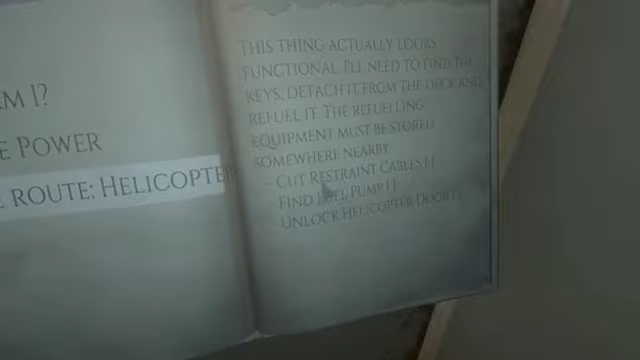 M I?
E POWER
ROUTE: HELICOPTER
THIS THING ACTUALLY LOOKS
FUNCTIONAL. I'LL NEED TO FIND THE
KEYS, DETACH IT FROM THE DECK AND
REFUEL IT. THE REFUELLING
EQUIPMENT MUST BE STORED
SOMEWHERE NEARBY.
- CUT RESTRAINT CABLES [ ]
FIND FUEL PUMP [ ]
UNLOCK HELICOPTER